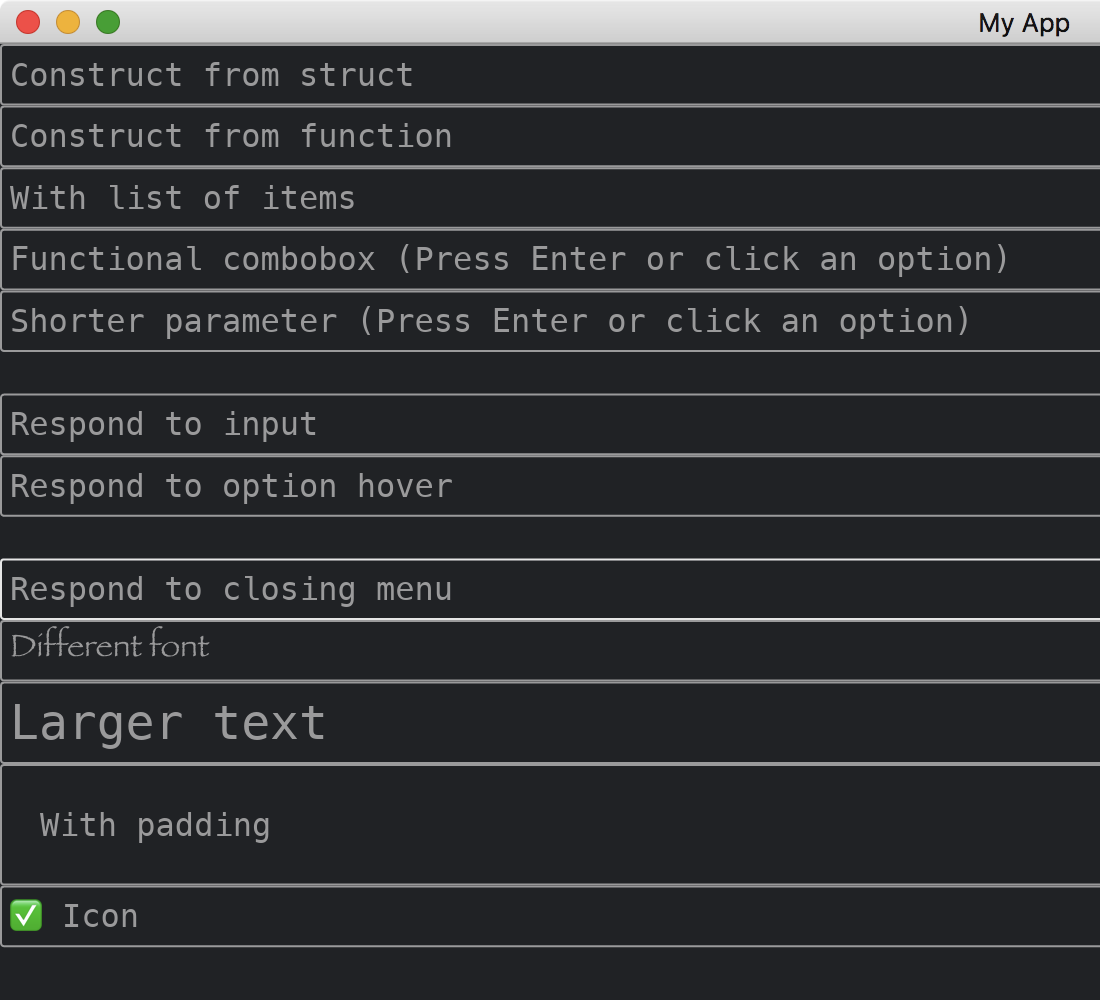 My App
Construct from struct
Construct from function
With list of items
Functional combobox (Press Enter or click an option)
Shorter parameter (Press Enter or click an option)
Respond to input
Respond to option hover
Respond to closing menu
Different font
Larger text
With padding
✅ Icon